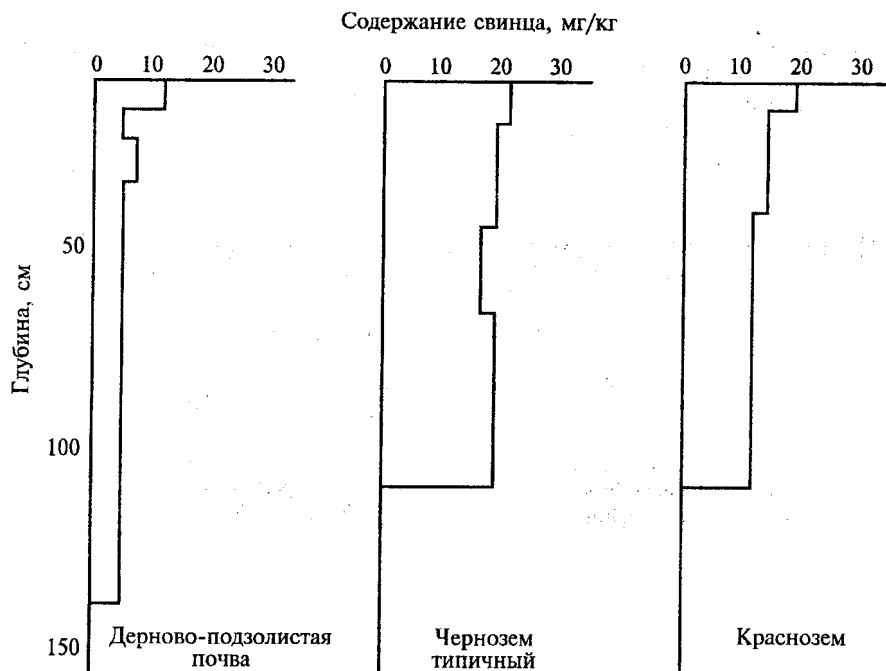 Содержание свинца, мг/кг
0 10 20 30
0 10 20 30
0 10 20 30
Глубина, см
50
100
150
Дерново-подзолистая
почва
Чернозем
типичный
Краснозем